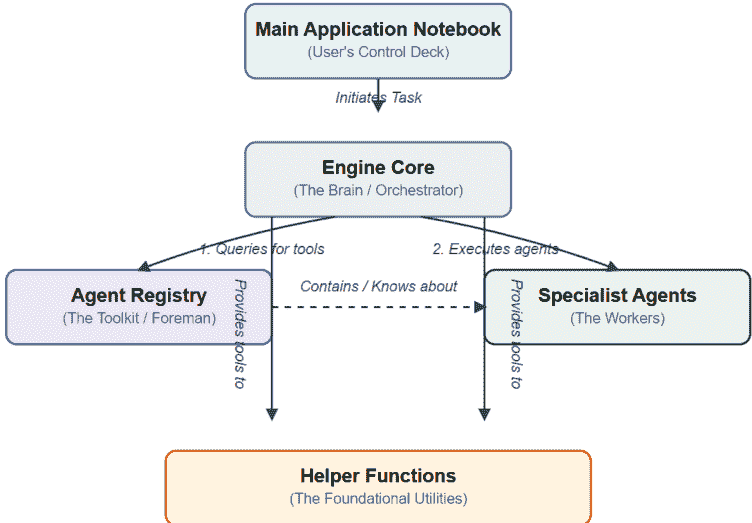 Main Application Notebook
(User's Control Deck)
Initiates Task
Engine Core
(The Brain / Orchestrator)
1. Queries for tools
2. Executes agents
Agent Registry
(The Toolkit / Foreman)
Provides tools to
Contains / Knows about
Provides tools to
Specialist Agents
(The Workers)
Helper Functions
(The Foundational Utilities)